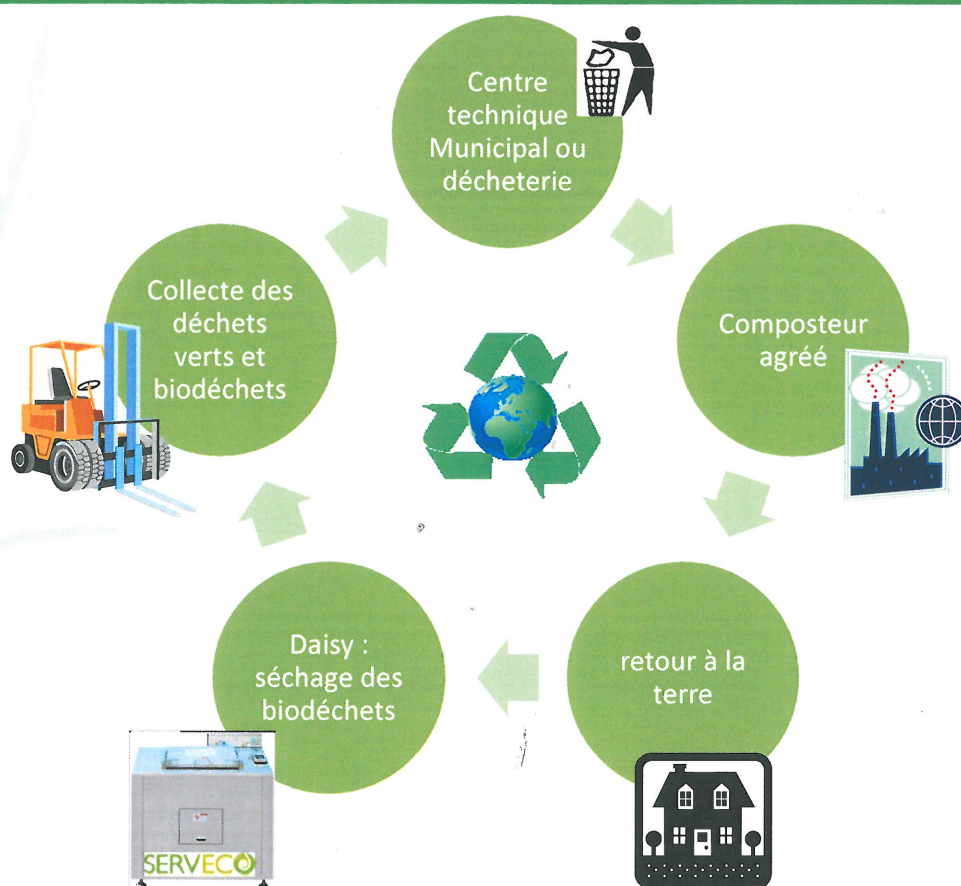 Centre
technique
Municipal ou
décheterie
Composteur
agréé
retour à la
terre
Daisy :
séchage des
biodéchets
SERVECO
Collecte des
déchets
verts et
biodéchets